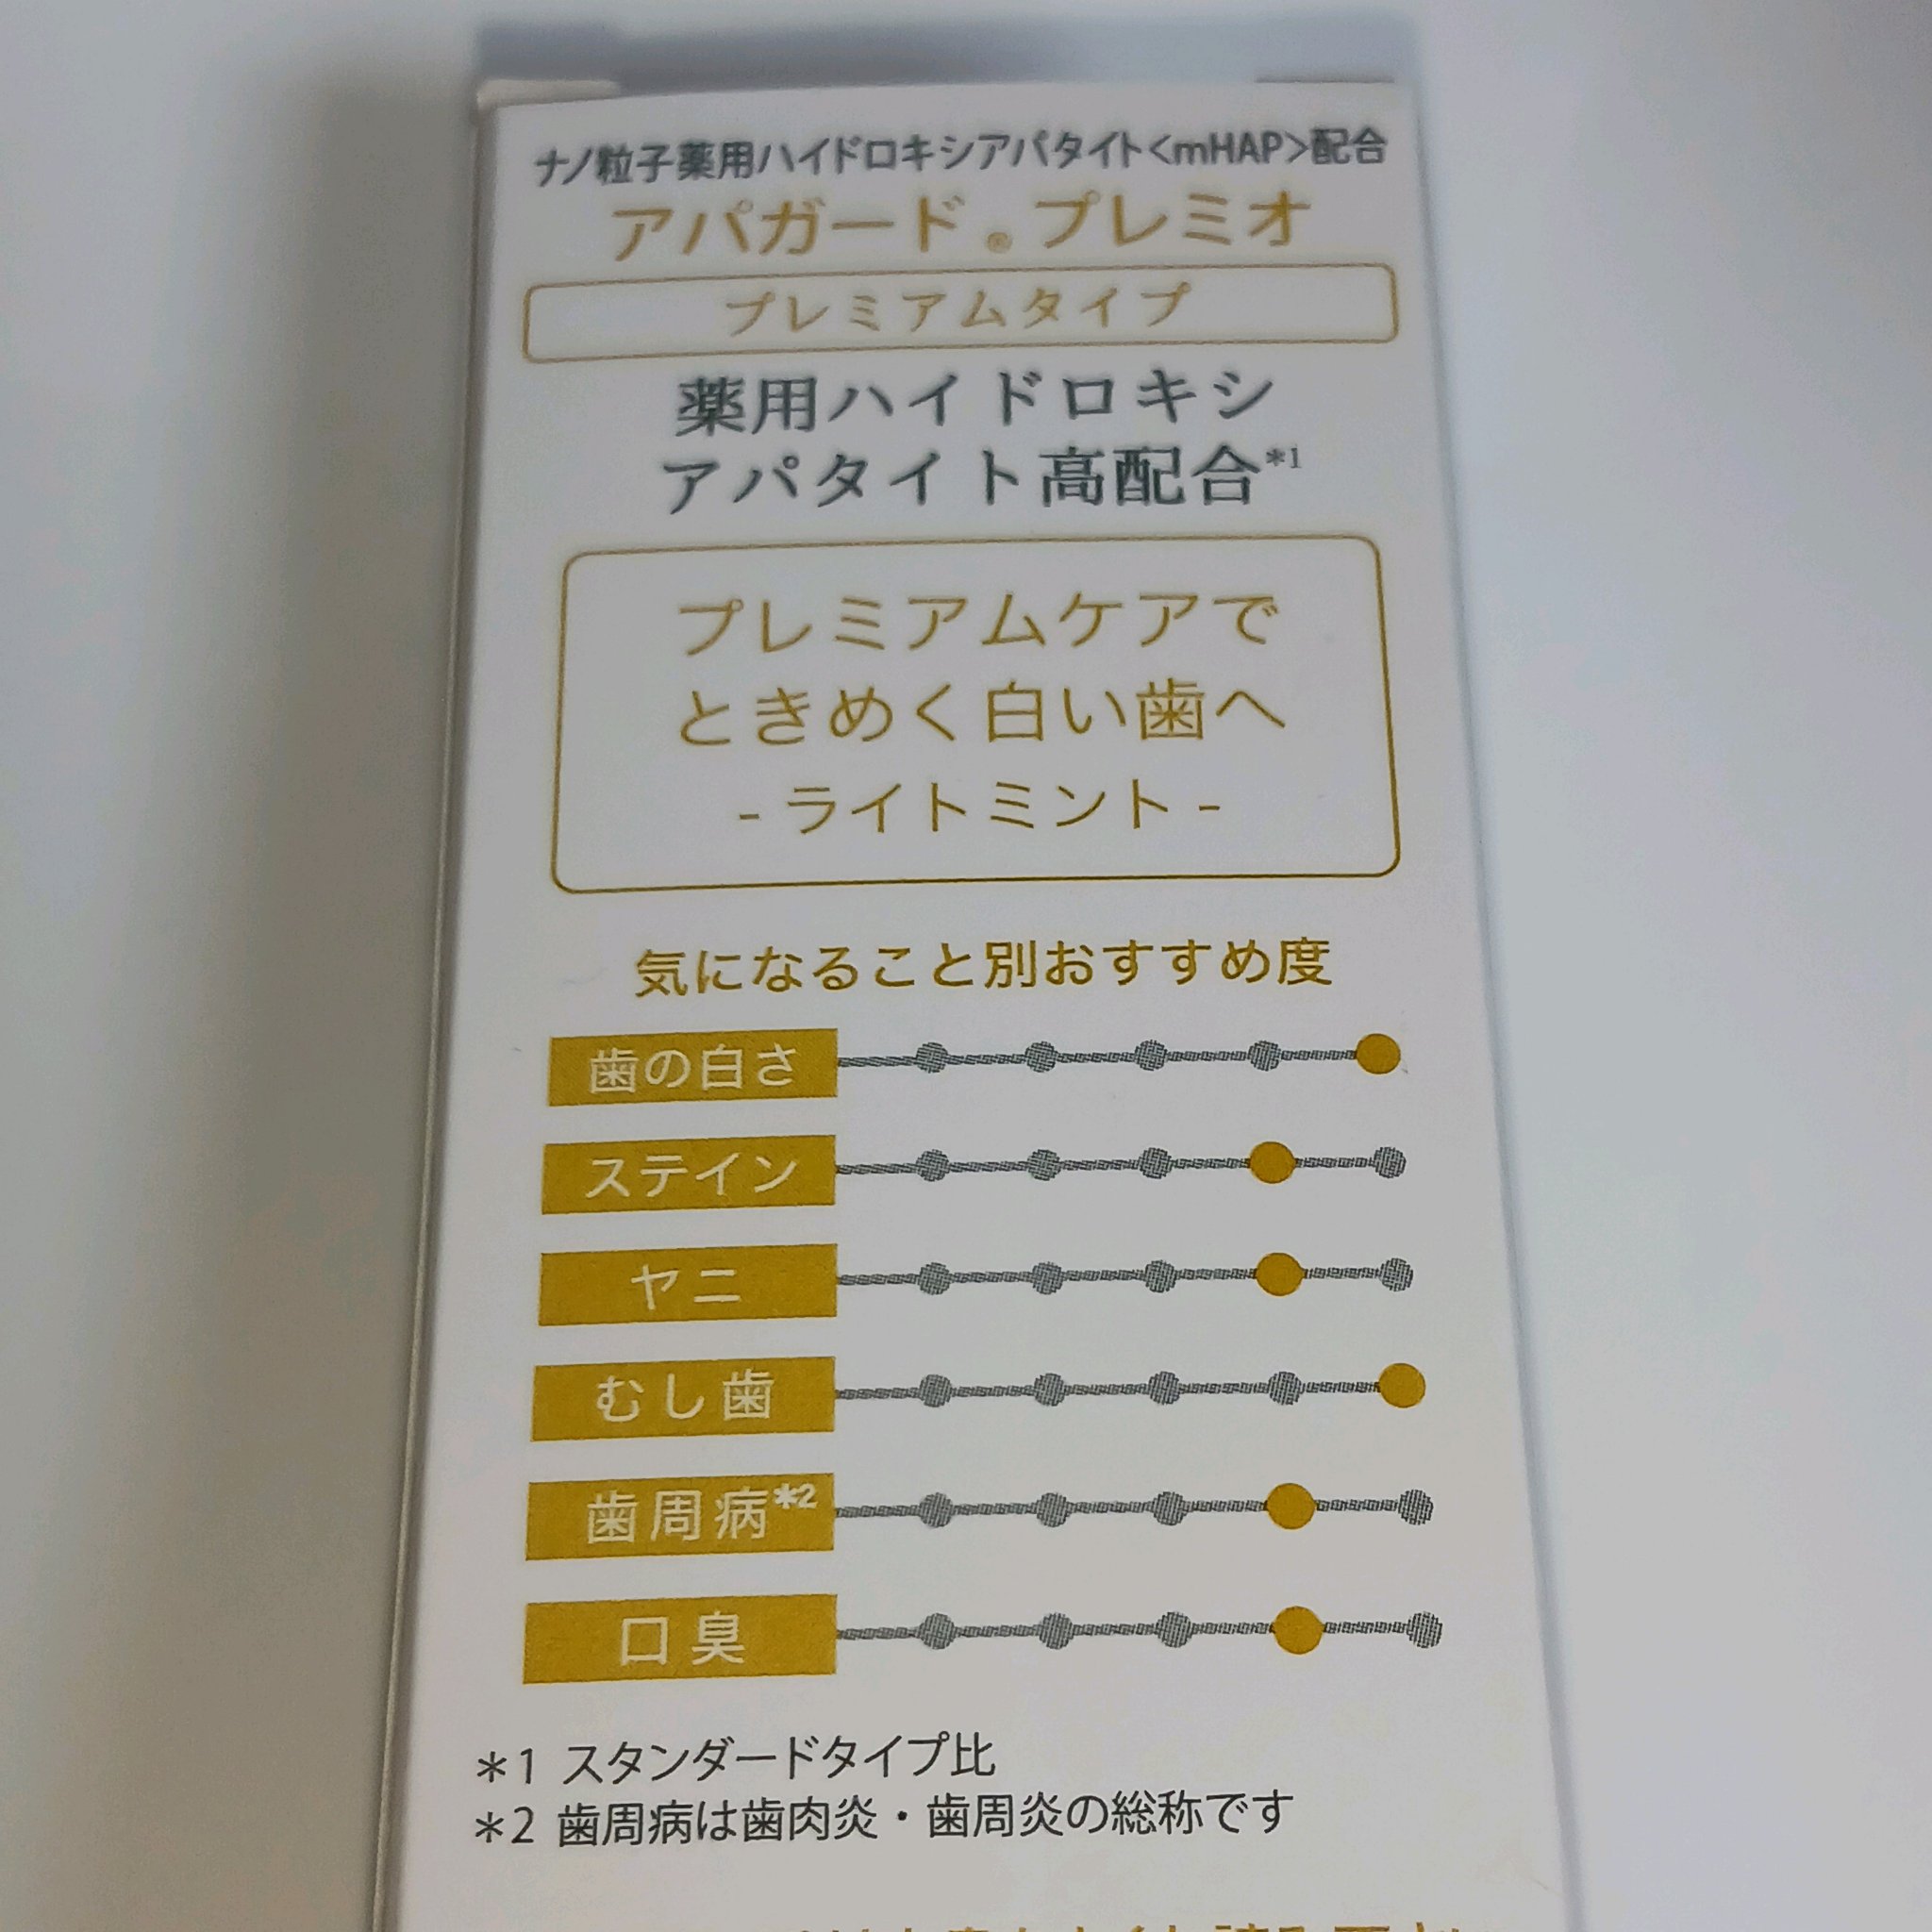 ナノ粒子薬用ハイドロキシアパタイト<mHAP>配合
アパガード®プレミオ
プレミアムタイプ
薬用ハイドロキシ
アパタイト高配合*1
プレミアムケアで
ときめく白い歯へ
- ライトミント -
気になること別おすすめ度
歯の白さ
ステイン
ヤニ
むし歯
歯周病*2
口臭
*1 スタンダードタイプ比
*2 歯周病は歯肉炎・歯周炎の総称です